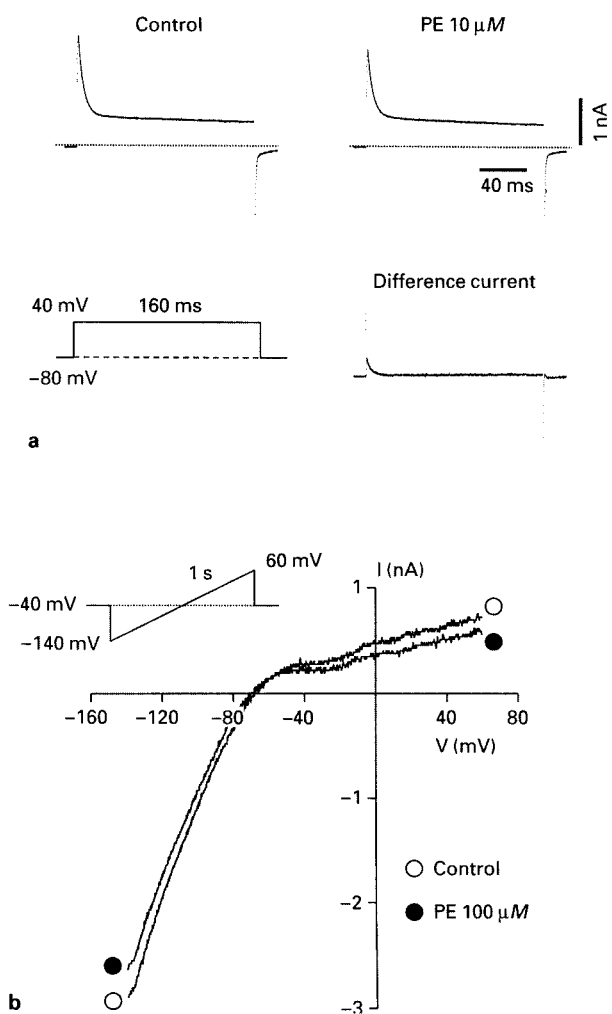 Control
PE 10 μM
1 nA
40 ms
40 mV
160 ms
−80 mV
Difference current
a
60 mV
1 s
−40 mV
−140 mV
I (nA)
1
−160 −120 −80 −40 40 80
V (mV)
−1
Control
−2
PE 100 μM
b
−3